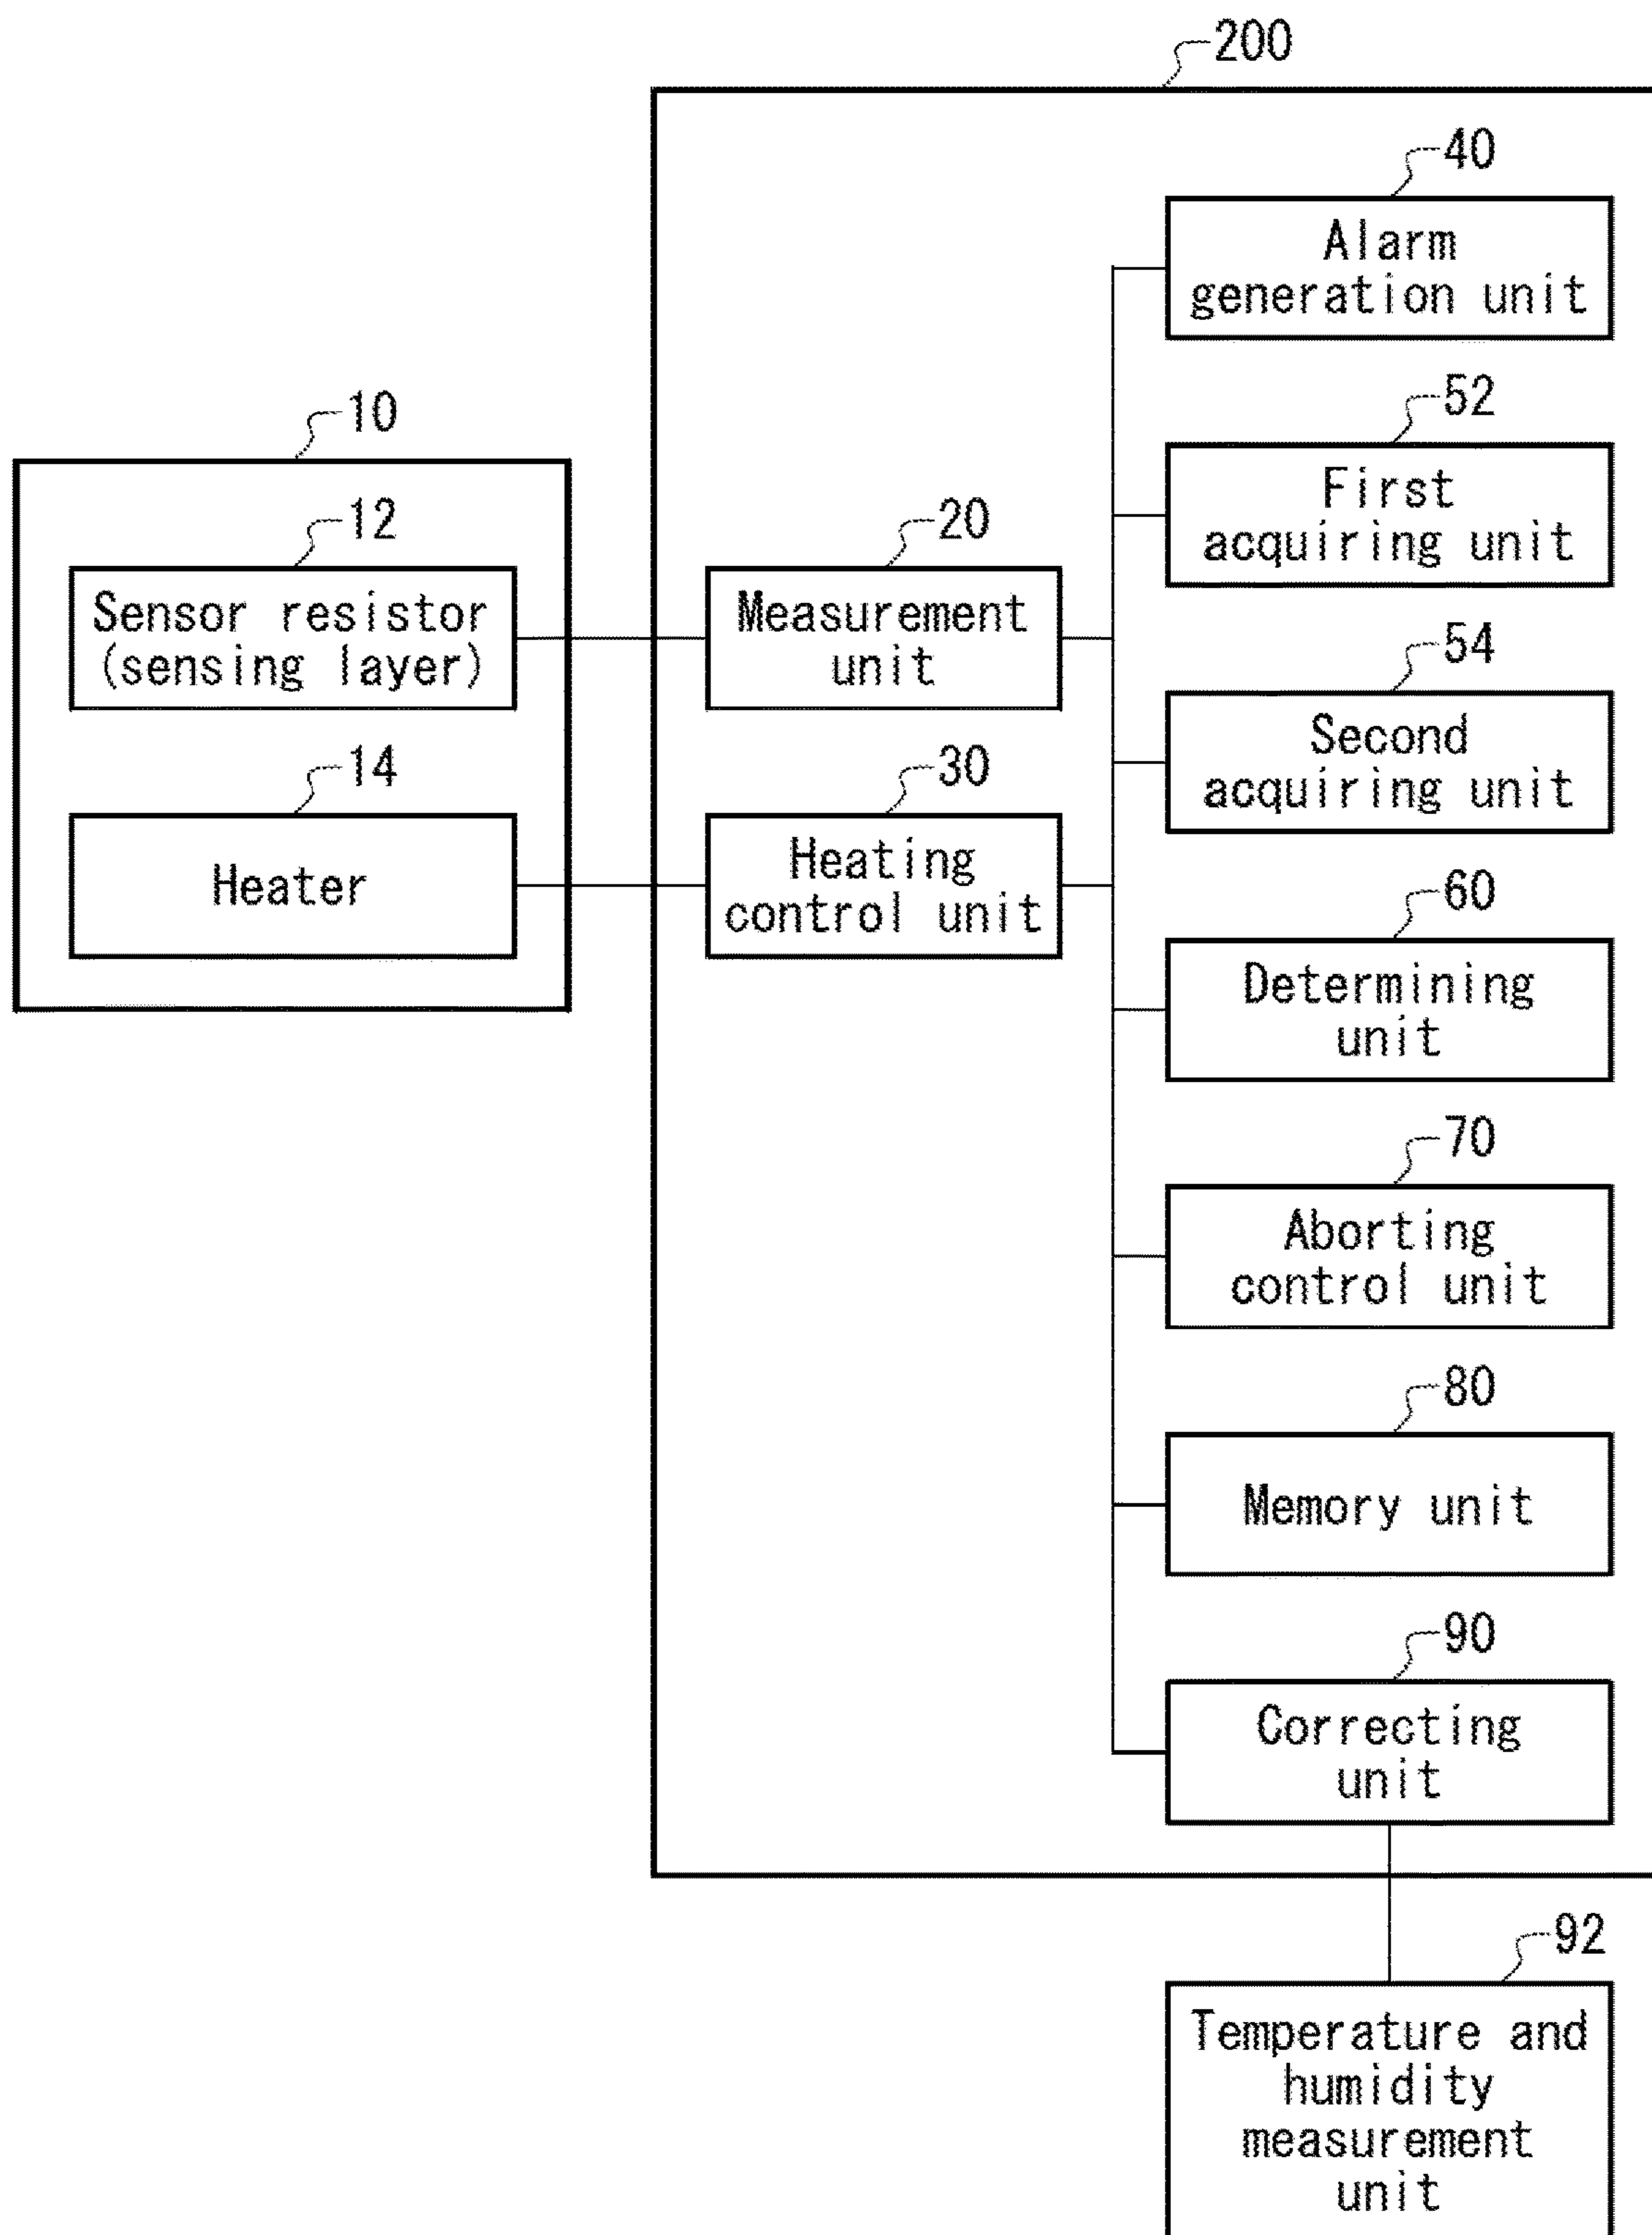 200
40
Alarm
generation unit
52
First
acquiring unit
10
12
Sensor resistor
(sensing layer)
20
Measurement
unit
54
Second
acquiring unit
14
Heater
30
Heating
control unit
60
Determining
unit
70
Aborting
control unit
80
Memory unit
90
Correcting
unit
92
Temperature and
humidity
measurement
unit